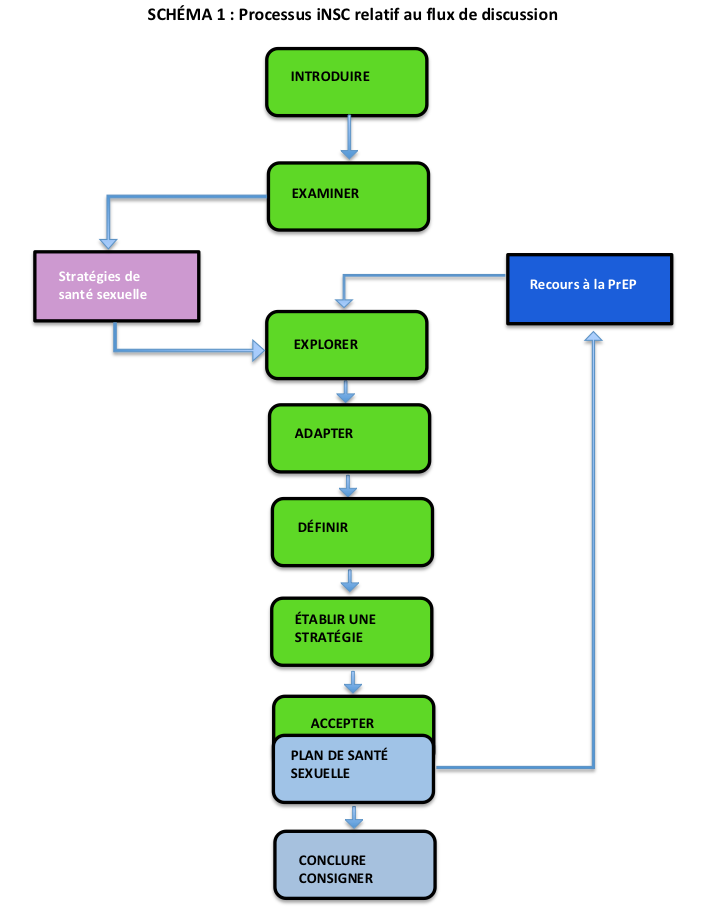 SCHÉMA 1 : Processus iNSC relatif au flux de discussion
INTRODUIRE
EXAMINER
Stratégies de
santé sexuelle
Recours à la PrEP
EXPLORER
ADAPTER
DÉFINIR
ÉTABLIR UNE
STRATÉGIE
ACCEPTER
PLAN DE SANTÉ
SEXUELLE
CONCLURE
CONSIGNER